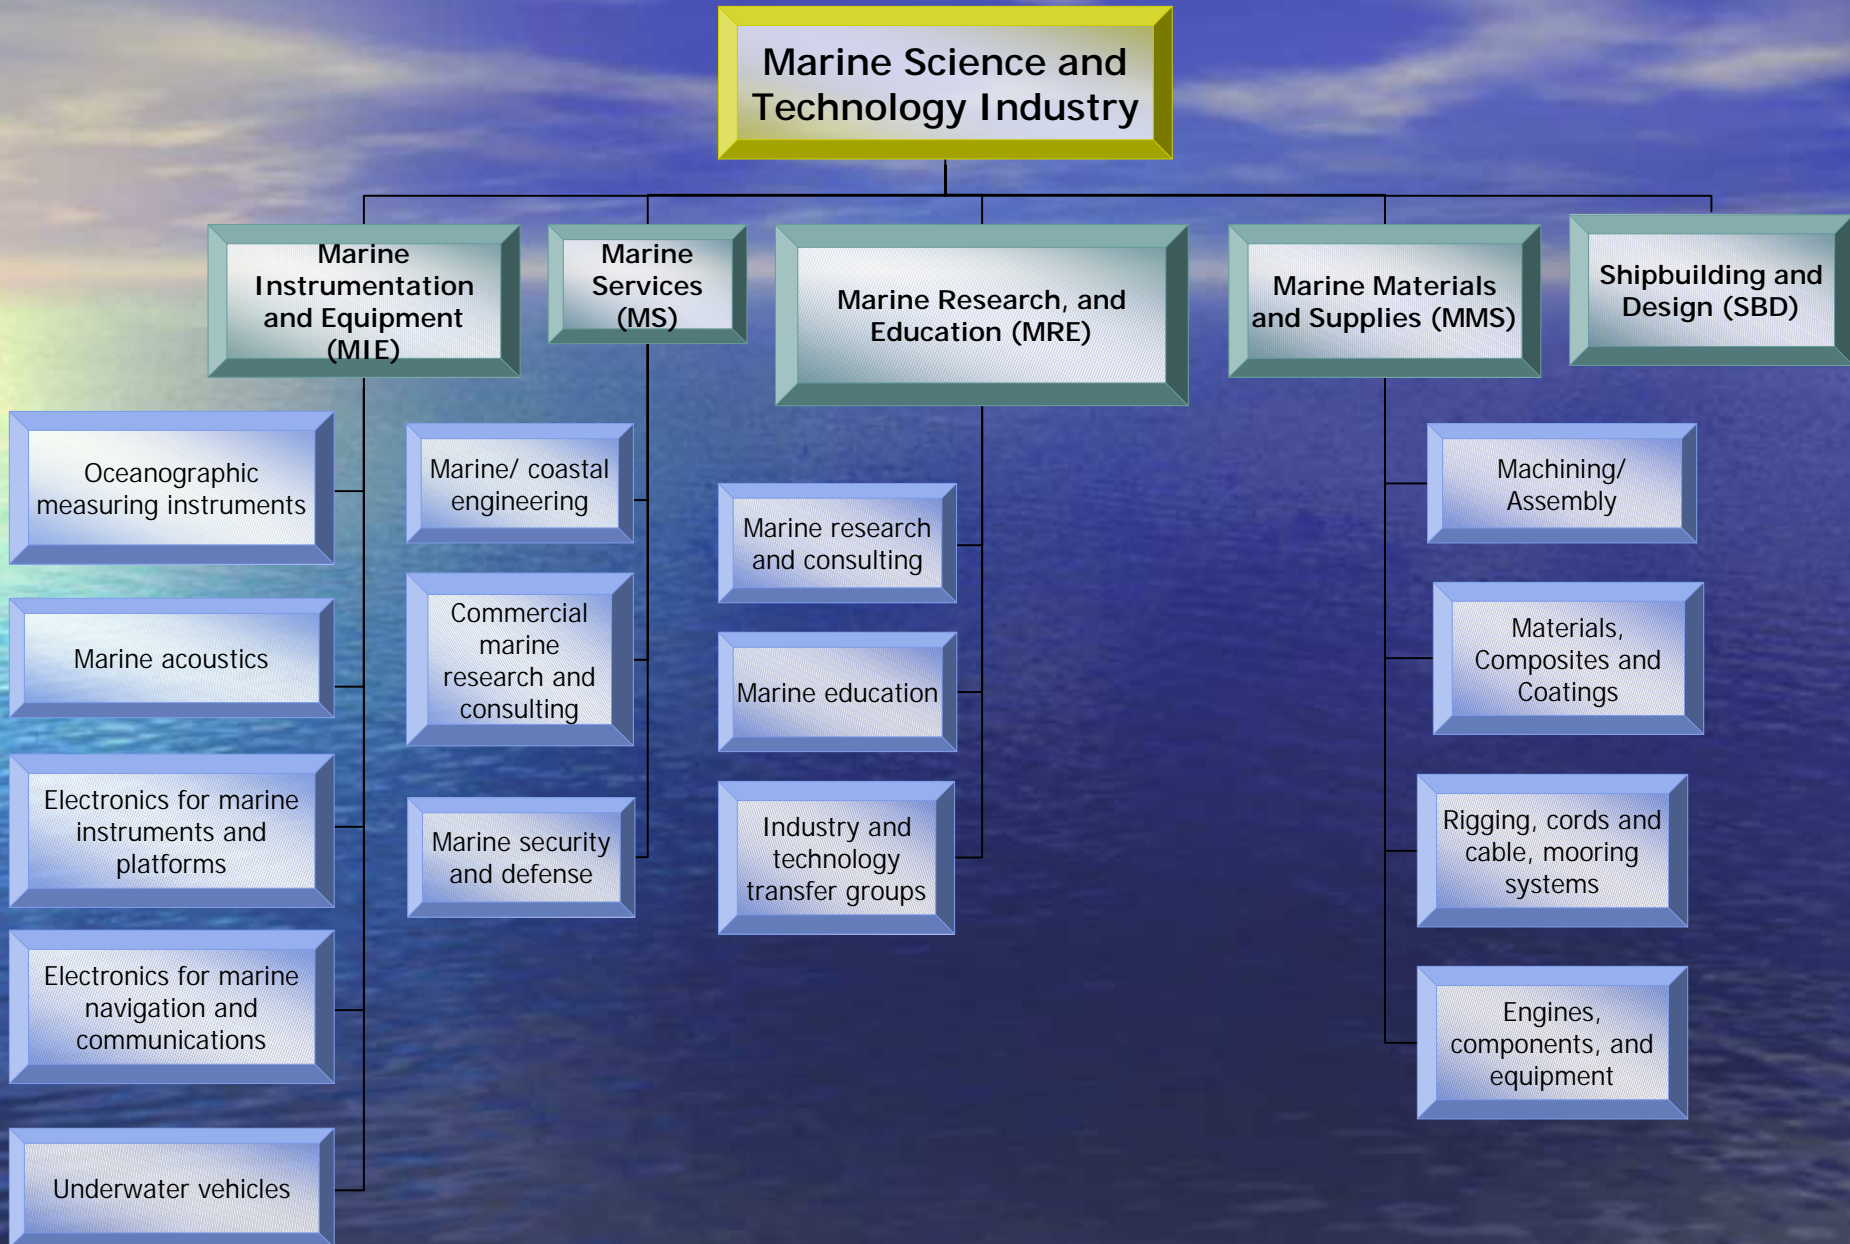 Marine Science and
Technology Industry
Marine
Instrumentation
and Equipment
(MIE)
Marine
Services
(MS)
Marine Research, and
Education (MRE)
Marine Materials
and Supplies (MMS)
Shipbuilding and
Design (SBD)
Oceanographic
measuring instruments
Marine acoustics
Electronics for marine
instruments and
platforms
Electronics for marine
navigation and
communications
Underwater vehicles
Marine/ coastal
engineering
Commercial
marine
research and
consulting
Marine security
and defense
Marine research
and consulting
Marine education
Industry and
technology
transfer groups
Machining/
Assembly
Materials,
Composites and
Coatings
Rigging, cords and
cable, mooring
systems
Engines,
components, and
equipment